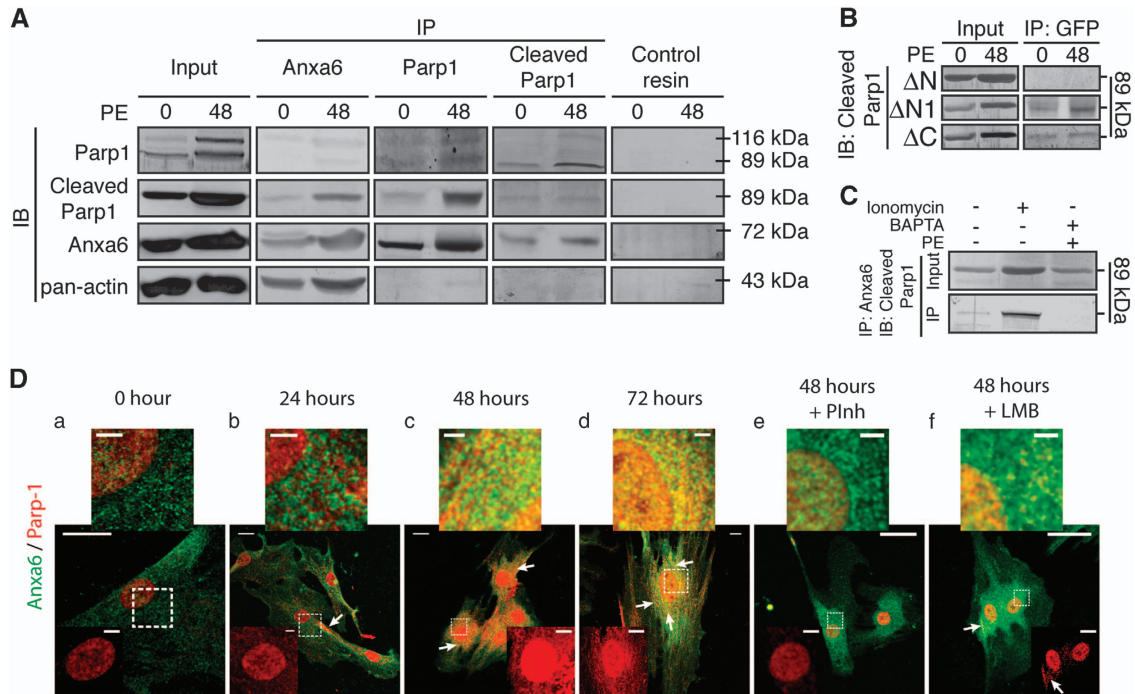 A
IP
Input
Anxa6
Parp1
Cleaved
Parp1
Control
resin
PE
0 48 0 48 0 48 0 48 0 48
IB
Parp1
116 kDa
89 kDa
Cleaved
Parp1
89 kDa
Anxa6
72 kDa
pan-actin
43 kDa
B
Input IP: GFP
PE 0 48 0 48
IB: Cleaved
Parp1
ΔN
ΔN1
ΔC
89 kDa
C
Ionomycin - + -
BAPTA - - +
PE - - +
IP: Anxa6
IB: Cleaved
Parp1
Input
IP
89 kDa
D
Anxa6 / Parp-1
0 hour
24 hours
48 hours
72 hours
48 hours
+ PInh
48 hours
+ LMB
a
b
c
d
e
f